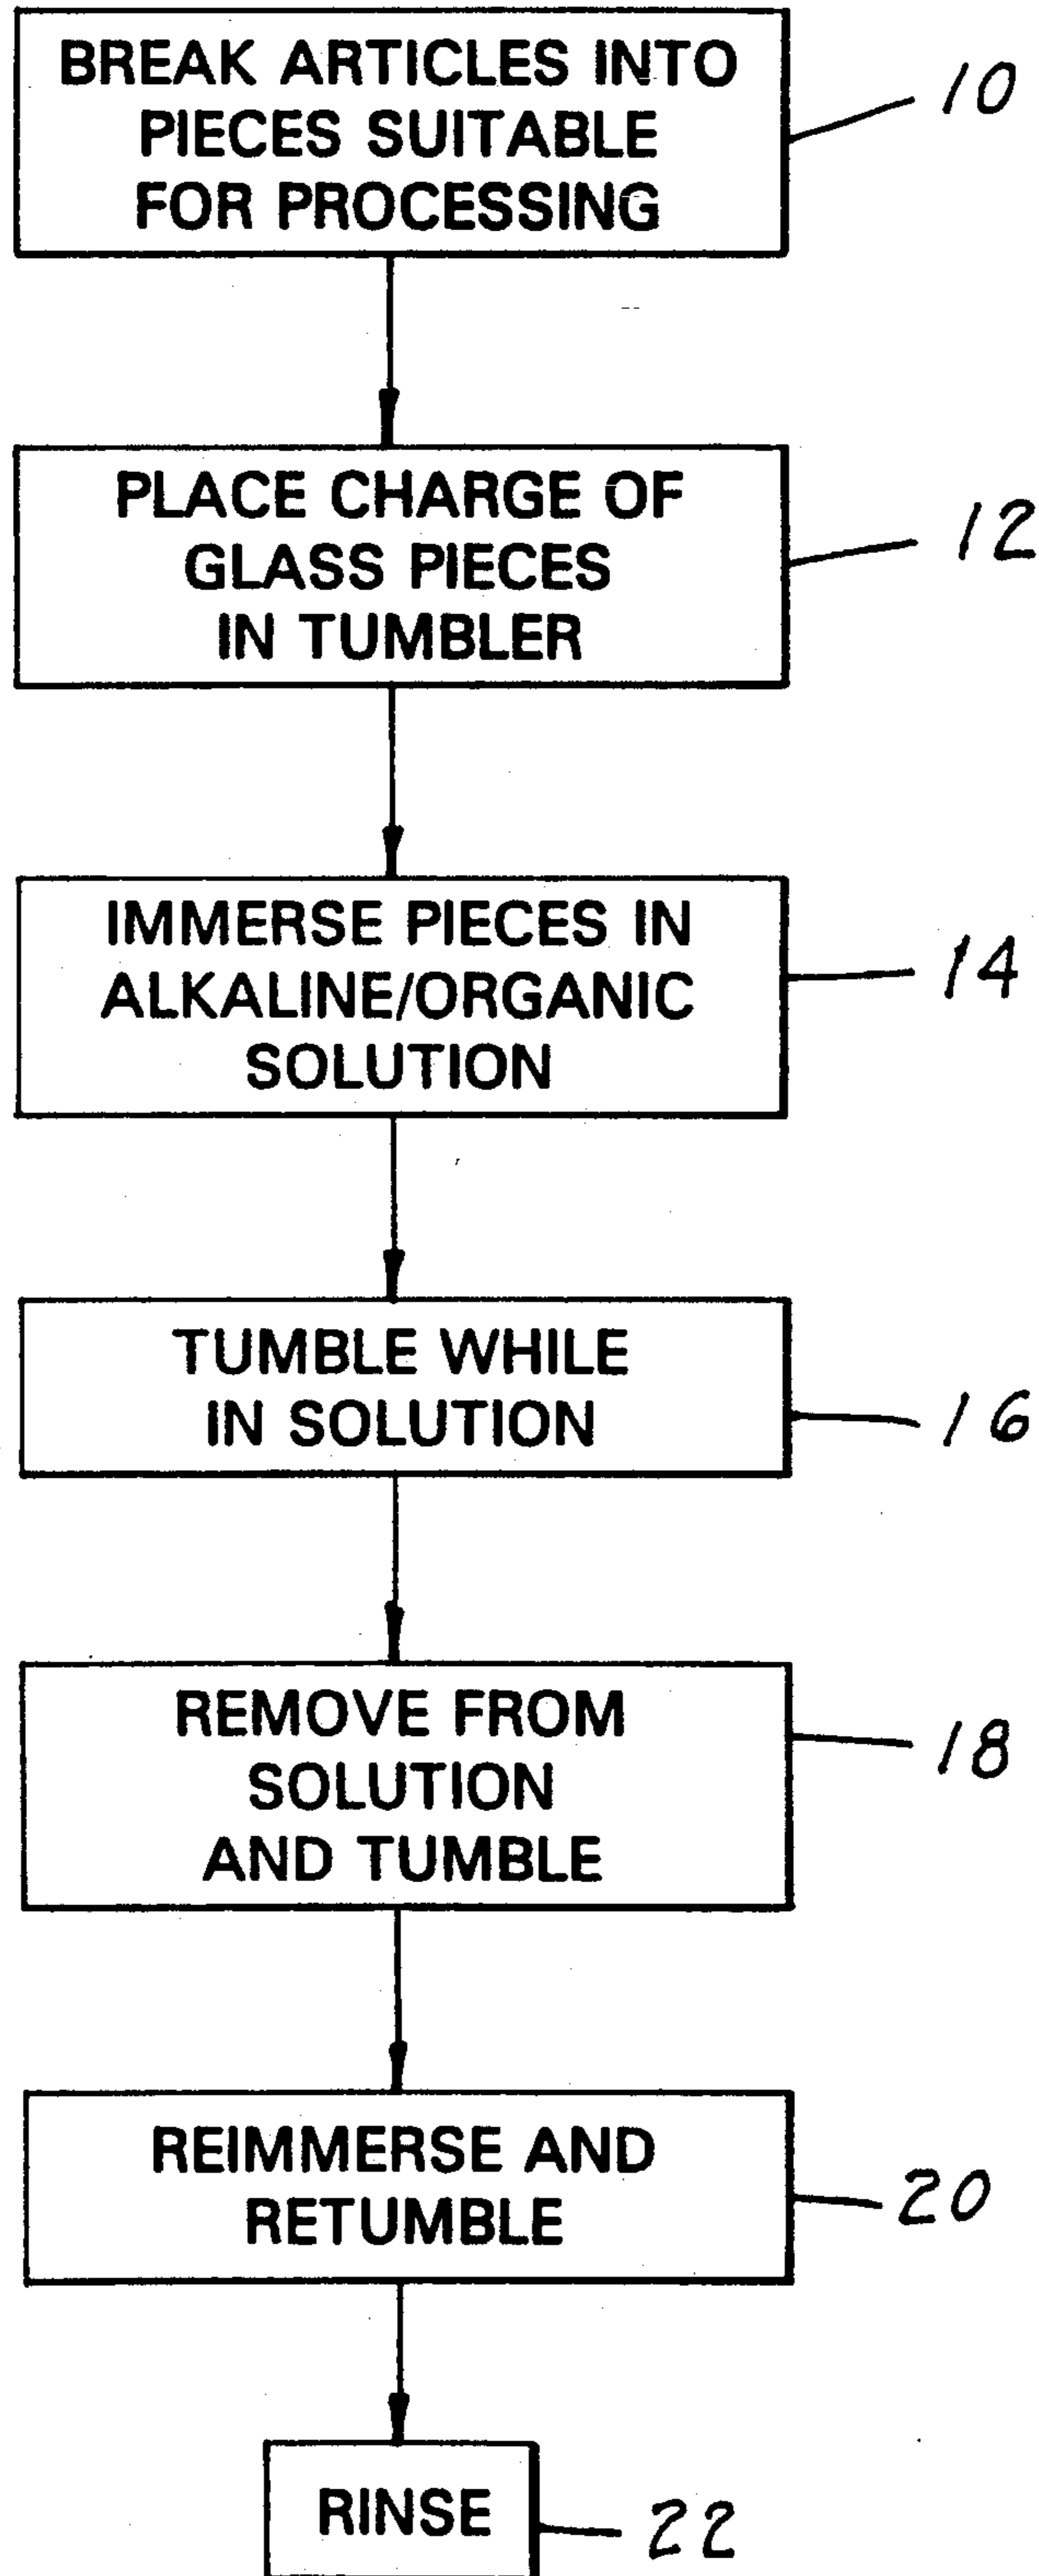 BREAK ARTICLES INTO
PIECES SUITABLE
FOR PROCESSING
10
PLACE CHARGE OF
GLASS PIECES
IN TUMBLER
12
IMMERSE PIECES IN
ALKALINE/ORGANIC
SOLUTION
14
TUMBLE WHILE
IN SOLUTION
16
REMOVE FROM
SOLUTION
AND TUMBLE
18
REIMMERSE AND
RETUMBLE
20
RINSE
22